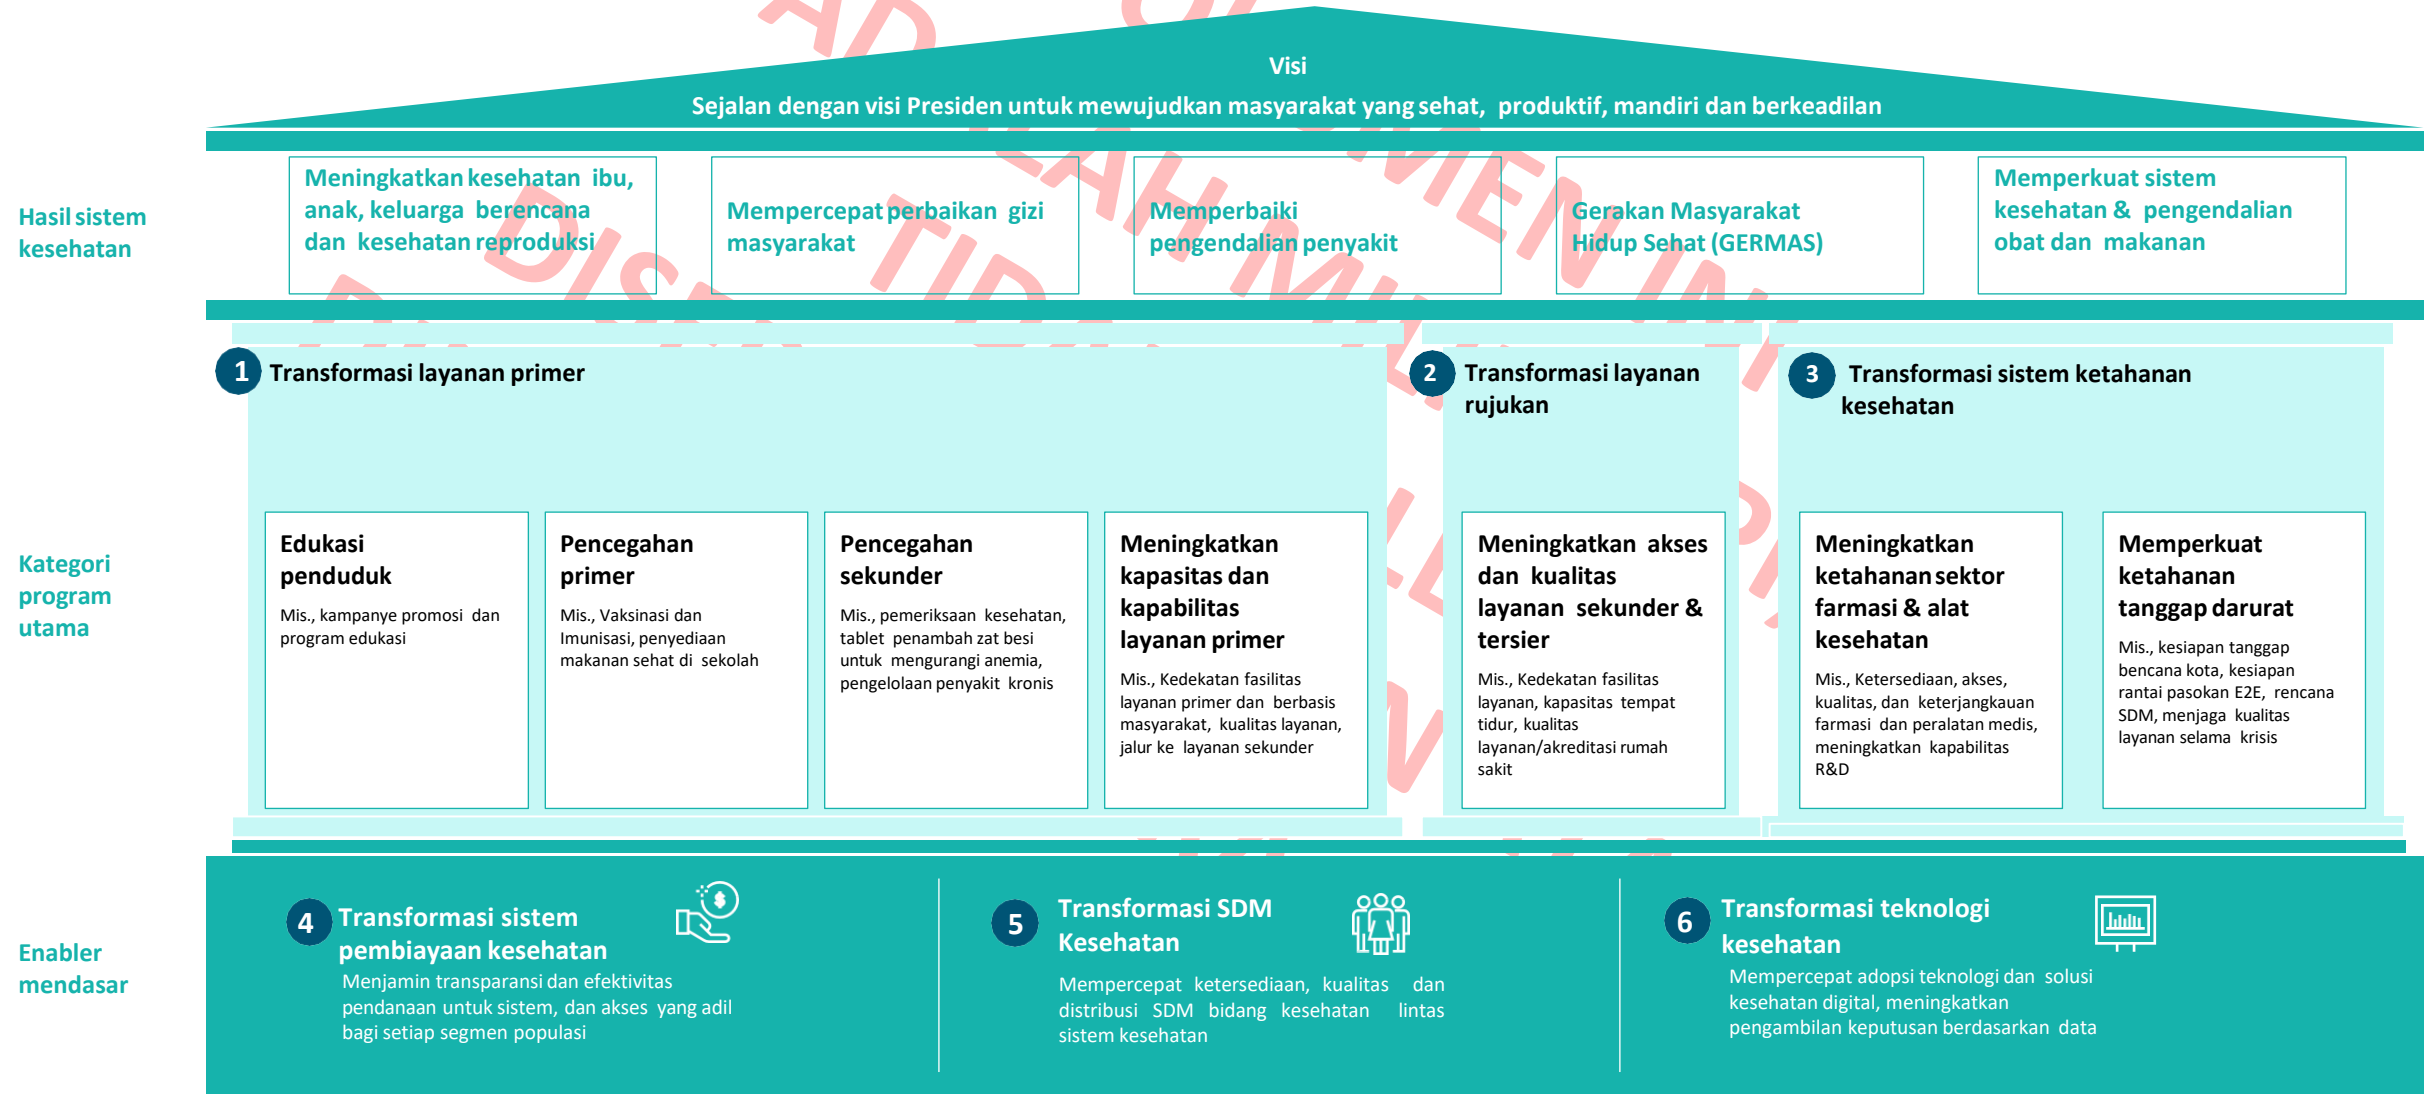 Visi
Sejalan dengan visi Presiden untuk mewujudkan masyarakat yang sehat, produktif, mandiri dan berkeadilan
Hasil sistem
kesehatan
Meningkatkan kesehatan ibu,
anak, keluarga berencana
dan kesehatan reproduksi
Mempercepat perbaikan gizi
masyarakat
Memperbaiki
pengendalian penyakit
Gerakan Masyarakat
Hidup Sehat (GERMAS)
Memperkuat sistem
kesehatan & pengendalian
obat dan makanan
Kategori
program
utama
1 Transformasi layanan primer
Edukasi
penduduk
Mis., kampanye promosi dan
program edukasi
Pencegahan
primer
Mis., Vaksinasi dan
Imunisasi, penyediaan
makanan sehat di sekolah
Pencegahan
sekunder
Mis., pemeriksaan kesehatan,
tablet penambah zat besi
untuk mengurangi anemia,
pengelolaan penyakit kronis
Meningkatkan
kapasitas dan
kapabilitas
layanan primer
Mis., Kedekatan fasilitas
layanan primer dan berbasis
masyarakat, kualitas layanan,
jalur ke layanan sekunder
2 Transformasi layanan
rujukan
Meningkatkan akses
dan kualitas
layanan sekunder &
tersier
Mis., Kedekatan fasilitas
layanan, kapasitas tempat
tidur, kualitas
layanan/akreditasi rumah
sakit
3 Transformasi sistem ketahanan
kesehatan
Meningkatkan
ketahanan sektor
farmasi & alat
kesehatan
Mis., Ketersediaan, akses,
kualitas, dan keterjangkauan
farmasi dan peralatan medis,
meningkatkan kapabilitas
R&D
Memperkuat
ketahanan
tanggap darurat
Mis., kesiapan tanggap
bencana kota, kesiapan
rantai pasokan E2E, rencana
SDM, menjaga kualitas
layanan selama krisis
Enabler
mendasar
4 Transformasi sistem
pembiayaan kesehatan
Menjamin transparansi dan efektivitas
pendanaan untuk sistem, dan akses yang adil
bagi setiap segmen populasi
5 Transformasi SDM
Kesehatan
Mempercepat ketersediaan, kualitas dan
distribusi SDM bidang kesehatan lintas
sistem kesehatan
6 Transformasi teknologi
kesehatan
Mempercepat adopsi teknologi dan solusi
kesehatan digital, meningkatkan
pengambilan keputusan berdasarkan data